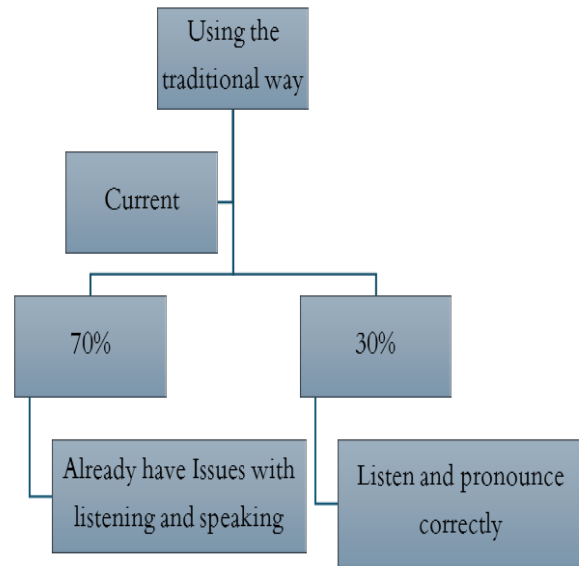 Using the
traditional way
Current
70%
30%
Already have Issues with
listening and speaking
Listen and pronounce
correctly